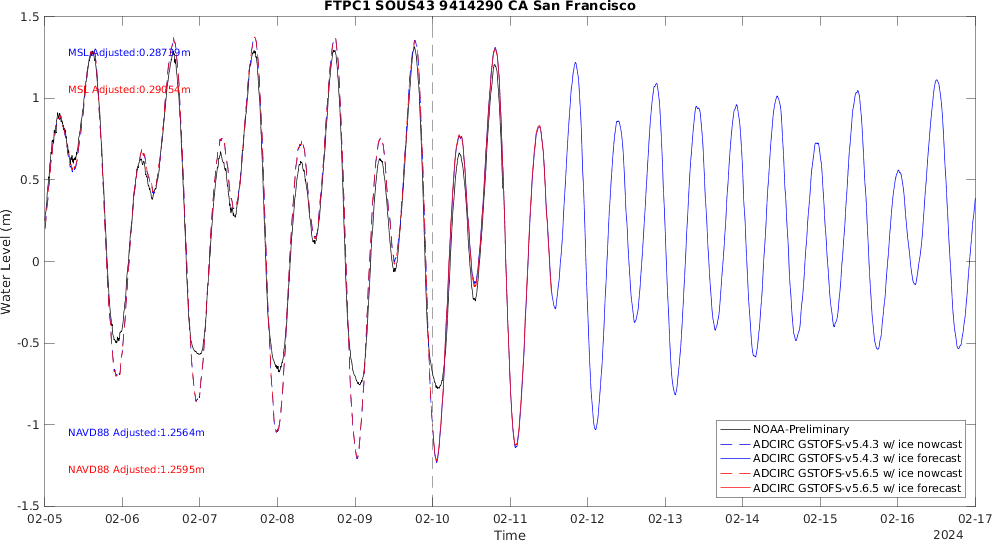 FTPC1 SOUS43 9414290 CA San Francisco
1.5
MSL Adjusted:0.28739m
MSL Adjusted:0.29054m
1
0.5
0
-0.5
-1
-1.5
Water Level (m)
NAVD88 Adjusted:1.2564m
NAVD88 Adjusted:1.2595m
NOAA-Preliminary
ADCIRC GSTOFS-v5.4.3 w/ ice nowcast
ADCIRC GSTOFS-v5.4.3 w/ ice forecast
ADCIRC GSTOFS-v5.6.5 w/ ice nowcast
ADCIRC GSTOFS-v5.6.5 w/ ice forecast
02-05 02-06 02-07 02-08 02-09 02-10 02-11 02-12 02-13 02-14 02-15 02-16 02-17
Time
2024